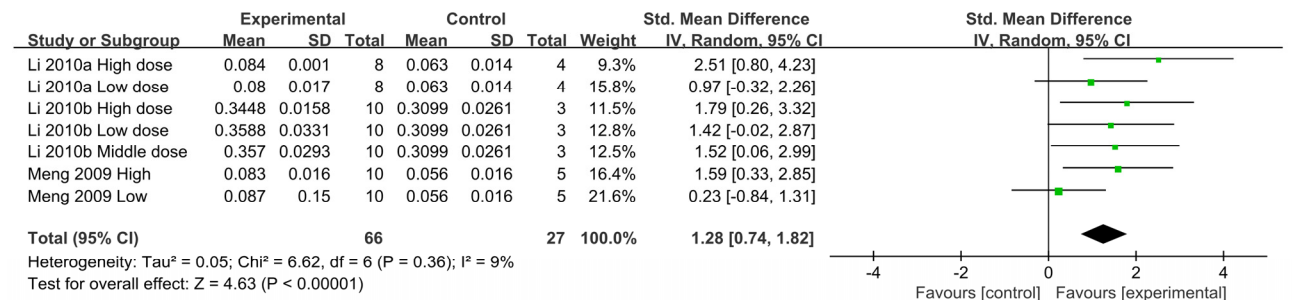 Experimental Control Std. Mean Difference Std. Mean Difference
Study or Subgroup Mean SD Total Mean SD Total Weight IV, Random, 95% CI IV, Random, 95% CI
Li 2010a High dose 0.084 0.001 8 0.063 0.014 4 9.3% 2.51 [0.80, 4.23]
Li 2010a Low dose 0.08 0.017 8 0.063 0.014 4 15.8% 0.97 [-0.32, 2.26]
Li 2010b High dose 0.3448 0.0158 10 0.3099 0.0261 3 11.5% 1.79 [0.26, 3.32]
Li 2010b Low dose 0.3588 0.0331 10 0.3099 0.0261 3 12.8% 1.42 [-0.02, 2.87]
Li 2010b Middle dose 0.357 0.0293 10 0.3099 0.0261 3 12.5% 1.52 [0.06, 2.99]
Meng 2009 High 0.083 0.016 10 0.056 0.016 5 16.4% 1.59 [0.33, 2.85]
Meng 2009 Low 0.087 0.15 10 0.056 0.016 5 21.6% 0.23 [-0.84, 1.31]
Total (95% CI) 66 27 100.0% 1.28 [0.74, 1.82]
Heterogeneity: Tau² = 0.05; Chi² = 6.62, df = 6 (P = 0.36); I² = 9%
Test for overall effect: Z = 4.63 (P < 0.00001)
-4 -2 0 2 4
Favours [control] Favours [experimental]